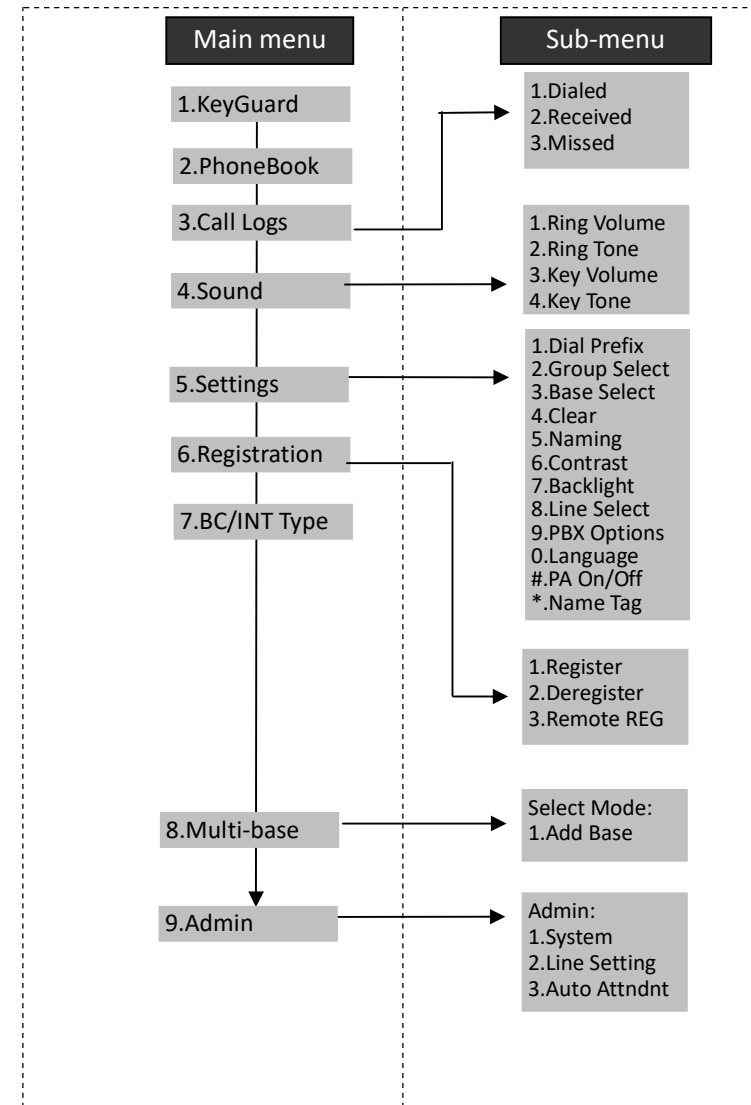 Main menu
Sub-menu
1.KeyGuard
2.PhoneBook
3.Call Logs
4.Sound
5.Settings
6.Registration
7.BC/INT Type
8.Multi-base
9.Admin
1.Dialed
2.Received
3.Missed
1.Ring Volume
2.Ring Tone
3.Key Volume
4.Key Tone
1.Dial Prefix
2.Group Select
3.Base Select
4.Clear
5.Naming
6.Contrast
7.Backlight
8.Line Select
9.PBX Options
0.Language
#.PA On/Off
*.Name Tag
1.Register
2.Deregister
3.Remote REG
Select Mode:
1.Add Base
Admin:
1.System
2.Line Setting
3.Auto Attndnt